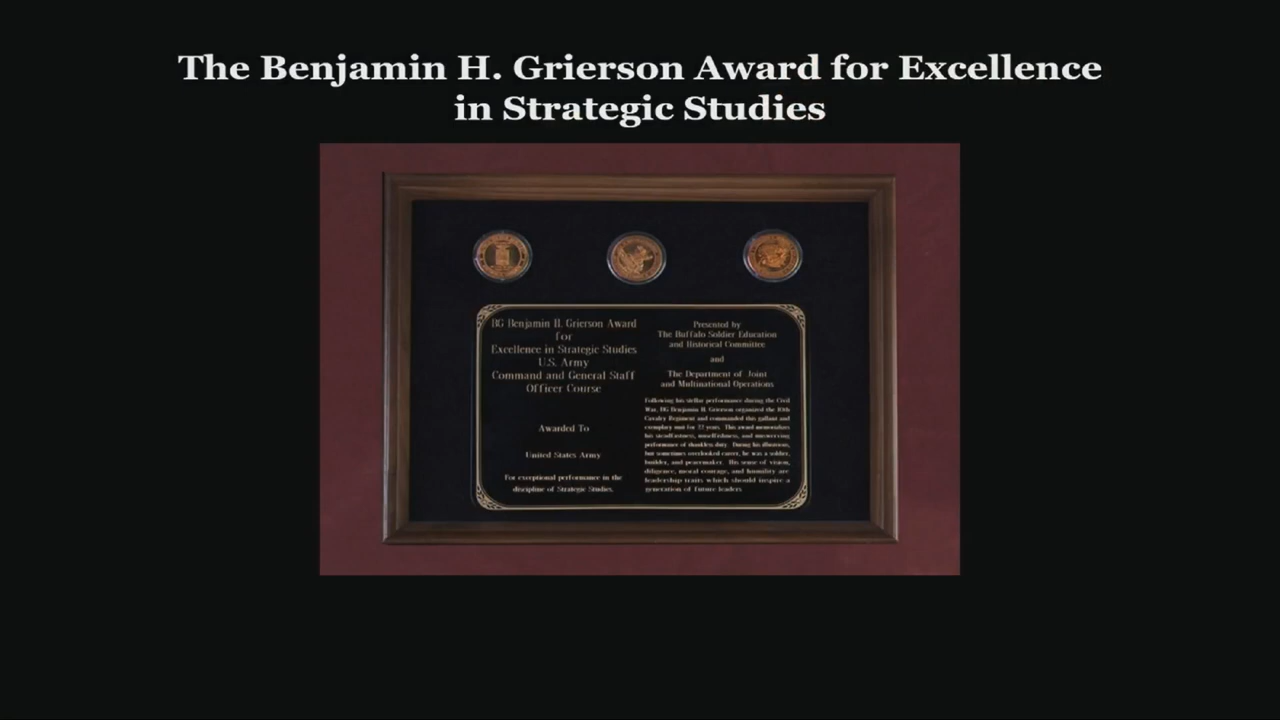 The Benjamin H. Grierson Award for Excellence
in Strategic Studies
BG Benjamin H. Grierson Award
for
Excellence in Strategic Studies
U.S. Army
Command and General Staff
Officer Course
Awarded To
United States Army
For exceptional performance in the
discipline of Strategic Studies.
Presented by
The Buffalo Soldier Education
and Historical Committee
and
The Department of Joint
and Multinational Operations
Following his stellar performance during the Civil
War, BG Benjamin H. Grierson organized the 10th
Cavalry Regiment and commanded this gallant and
exemplary unit for 22 years. This award memorializes
his steadfastness, unselfishness, and unswerving
performance of thankless duty. During his illustrious,
but sometimes overlooked career, he was a soldier,
builder, and peacemaker. His sense of vision,
diligence, moral courage, and humility are
leadership traits which should inspire a
generation of future leaders